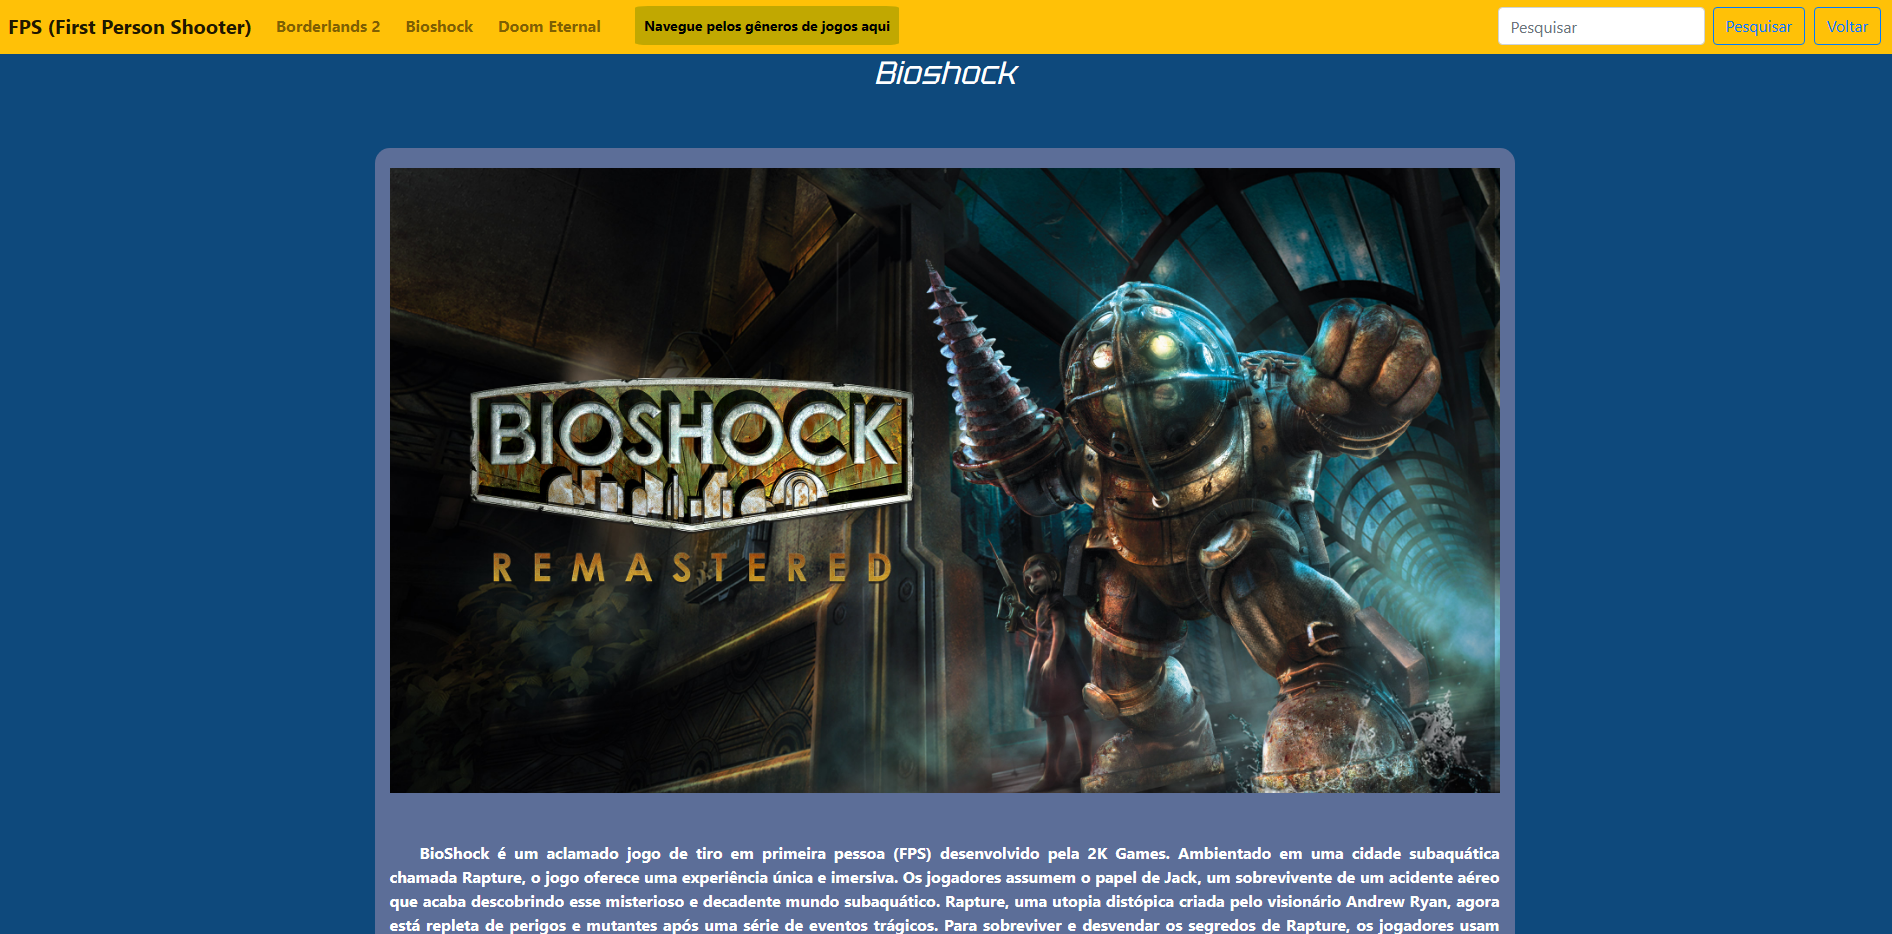 FPS (First Person Shooter) Borderlands 2 Bioshock Doom Eternal Navegue pelos gêneros de jogos aqui Pesquisar Pesquisar Voltar
Bioshock
BIOSHOCK
REMASTERED
BioShock é um aclamado jogo de tiro em primeira pessoa (FPS) desenvolvido pela 2K Games. Ambientado em uma cidade subaquática
chamada Rapture, o jogo oferece uma experiência única e imersiva. Os jogadores assumem o papel de Jack, um sobrevivente de um acidente aéreo
que acaba descobrindo esse misterioso e decadente mundo subaquático. Rapture, uma utopia distópica criada pelo visionário Andrew Ryan, agora
está repleta de perigos e mutantes após uma série de eventos trágicos. Para sobreviver e desvendar os segredos de Rapture, os jogadores usam